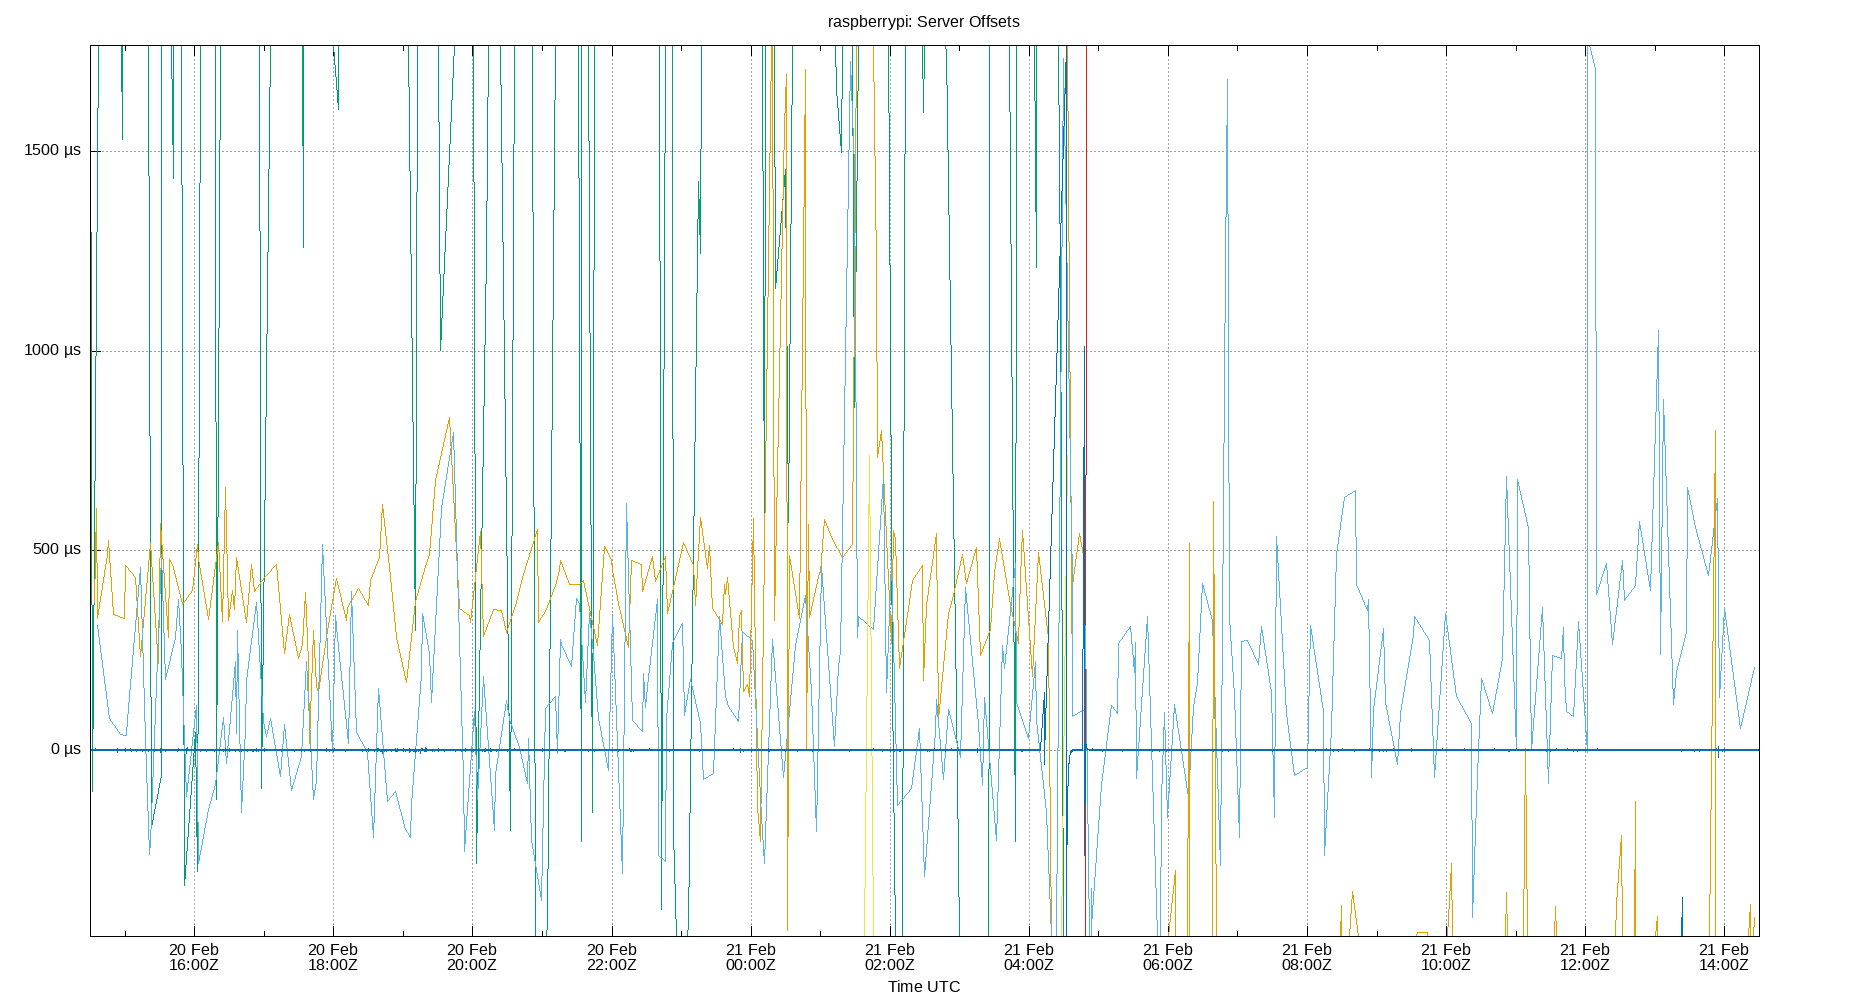 raspberrypi: Server Offsets
1500 µs
1000 µs
500 µs
0 µs
20 Feb 20 Feb 20 Feb 20 Feb 21 Feb 21 Feb 21 Feb 21 Feb 21 Feb 21 Feb 21 Feb 21 Feb
16:00Z 18:00Z 20:00Z 22:00Z 00:00Z 02:00Z 04:00Z 06:00Z 08:00Z 10:00Z 12:00Z 14:00Z
Time UTC